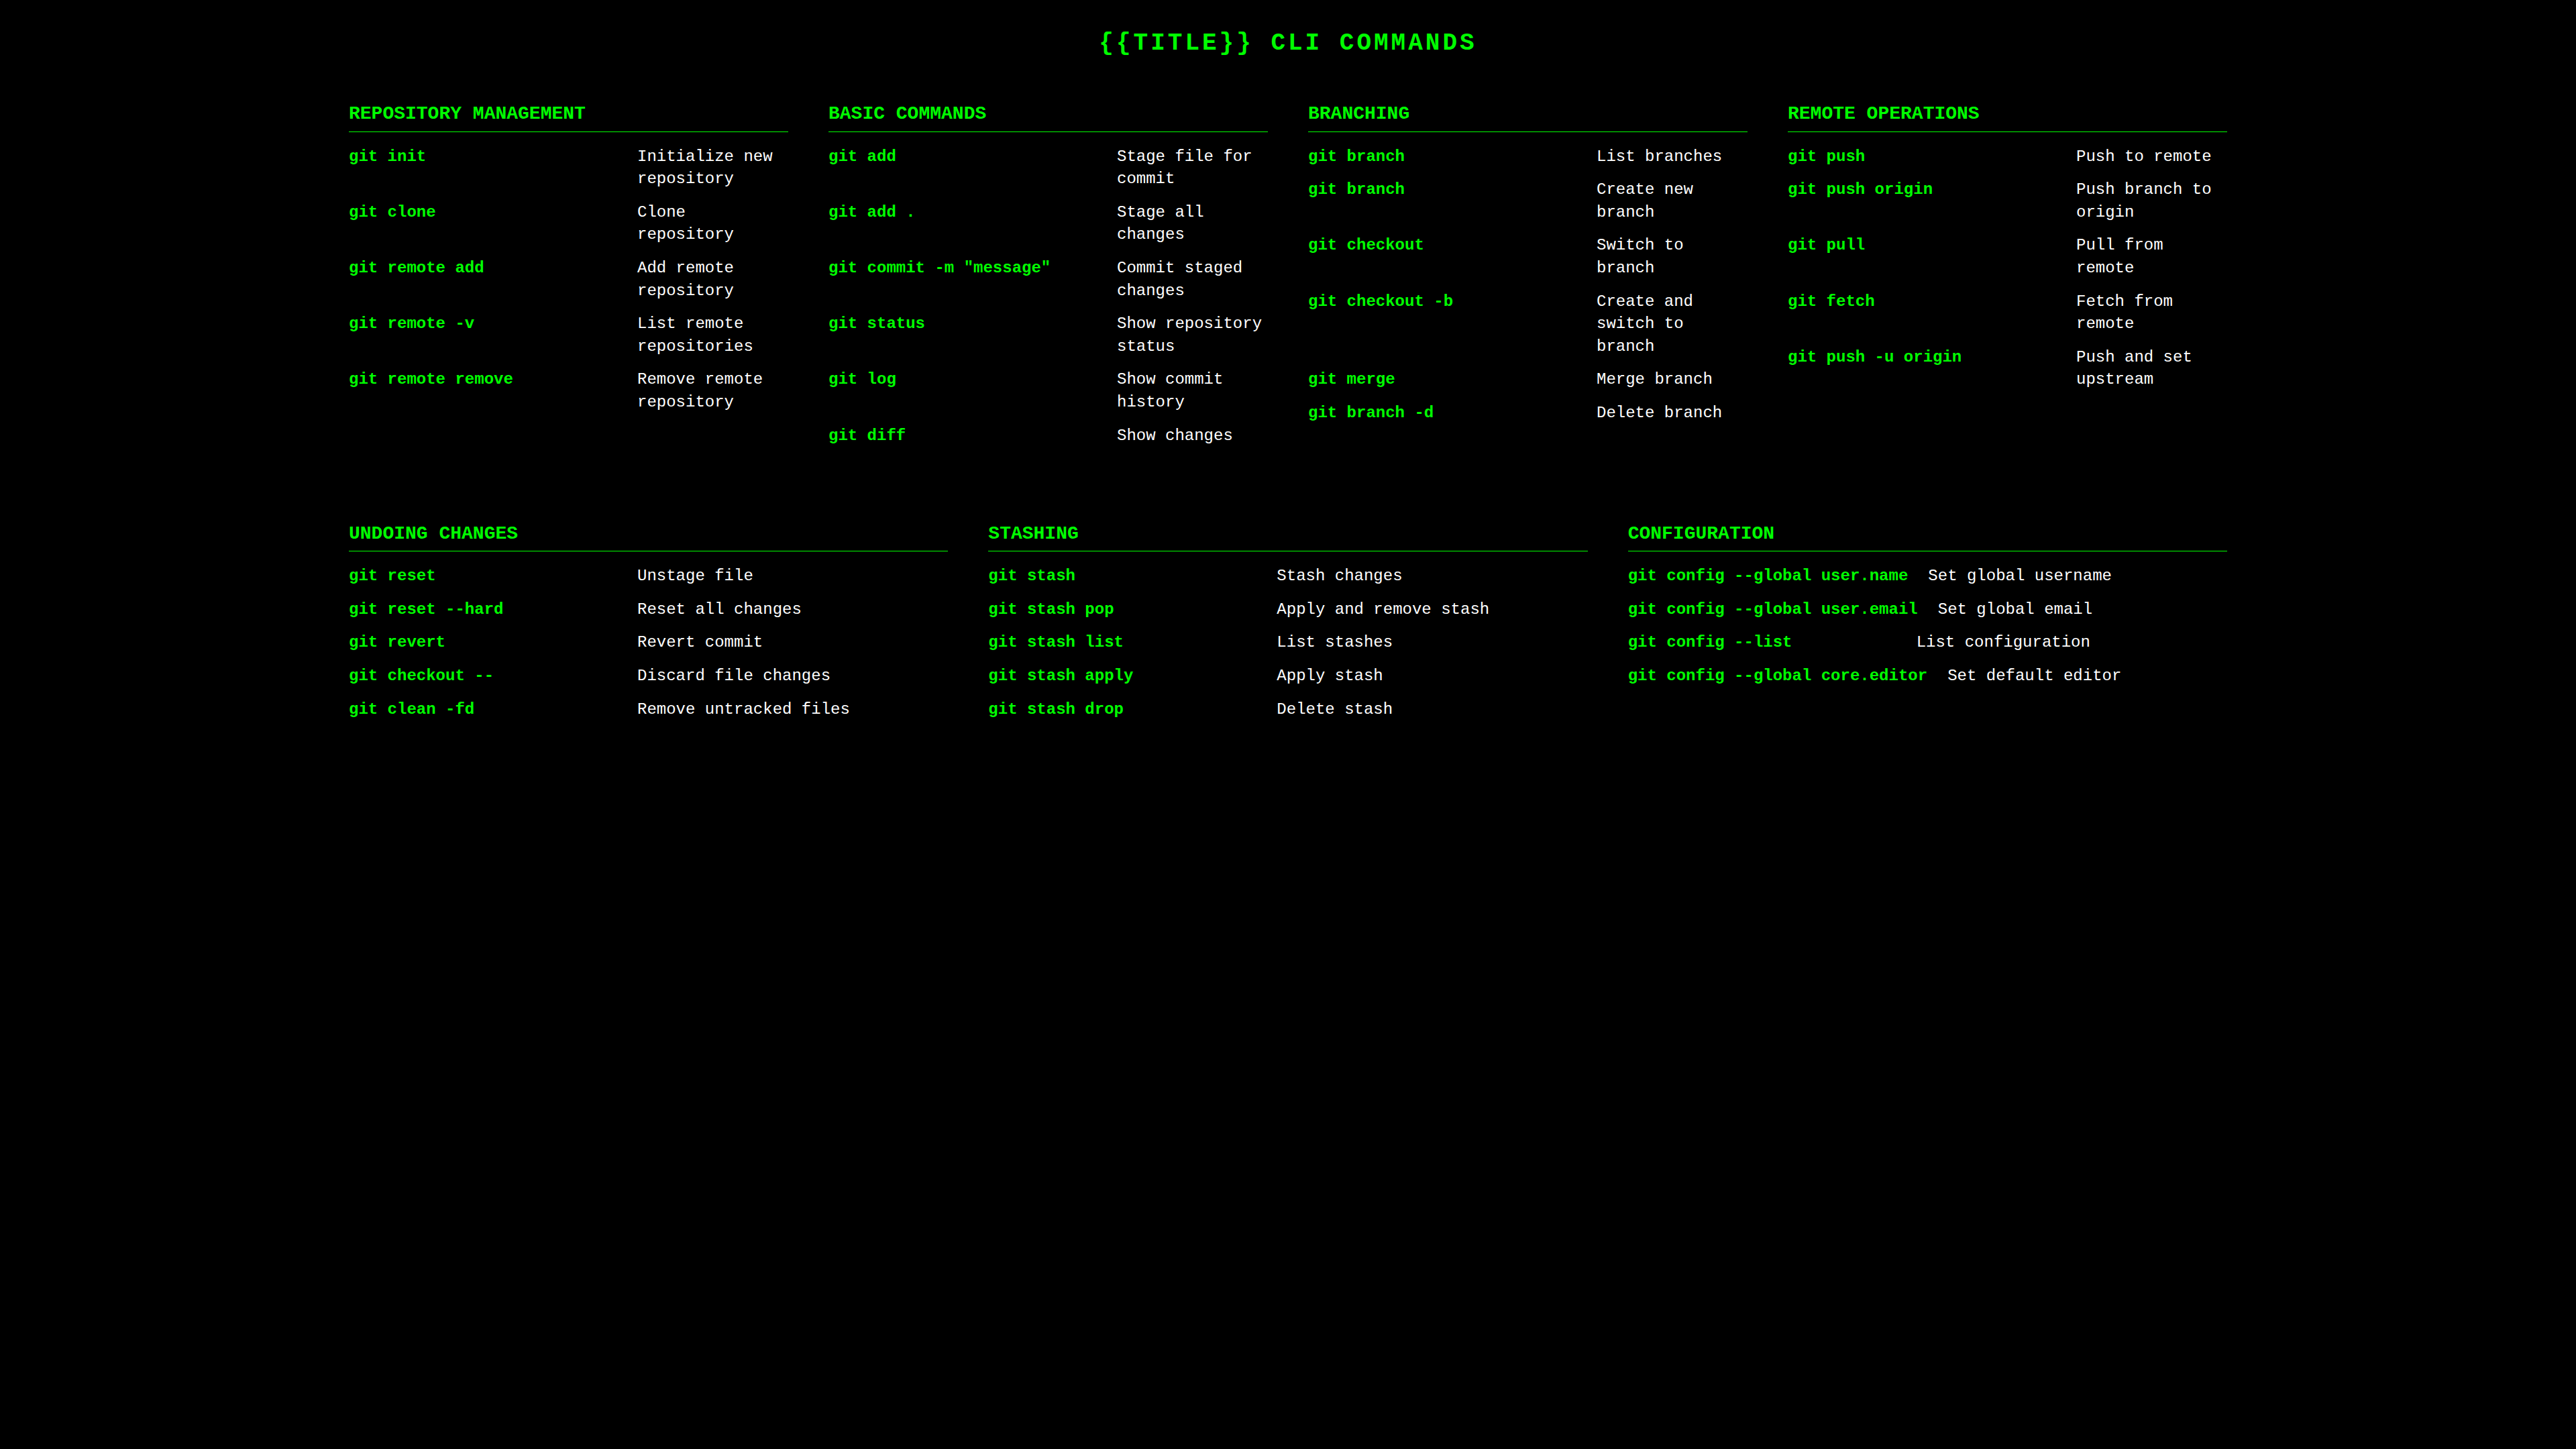 {{TITLE}} CLI COMMANDS
REPOSITORY MANAGEMENT
git init Initialize new
repository
git clone Clone
repository
git remote add Add remote
repository
git remote -v List remote
repositories
git remote remove Remove remote
repository
BASIC COMMANDS
git add Stage file for
commit
git add . Stage all
changes
git commit -m "message" Commit staged
changes
git status Show repository
status
git log Show commit
history
git diff Show changes
BRANCHING
git branch List branches
git branch Create new
branch
git checkout Switch to
branch
git checkout -b Create and
switch to
branch
git merge Merge branch
git branch -d Delete branch
REMOTE OPERATIONS
git push Push to remote
git push origin Push branch to
origin
git pull Pull from
remote
git fetch Fetch from
remote
git push -u origin Push and set
upstream
UNDOING CHANGES
git reset Unstage file
git reset --hard Reset all changes
git revert Revert commit
git checkout -- Discard file changes
git clean -fd Remove untracked files
STASHING
git stash Stash changes
git stash pop Apply and remove stash
git stash list List stashes
git stash apply Apply stash
git stash drop Delete stash
CONFIGURATION
git config --global user.name Set global username
git config --global user.email Set global email
git config --list List configuration
git config --global core.editor Set default editor